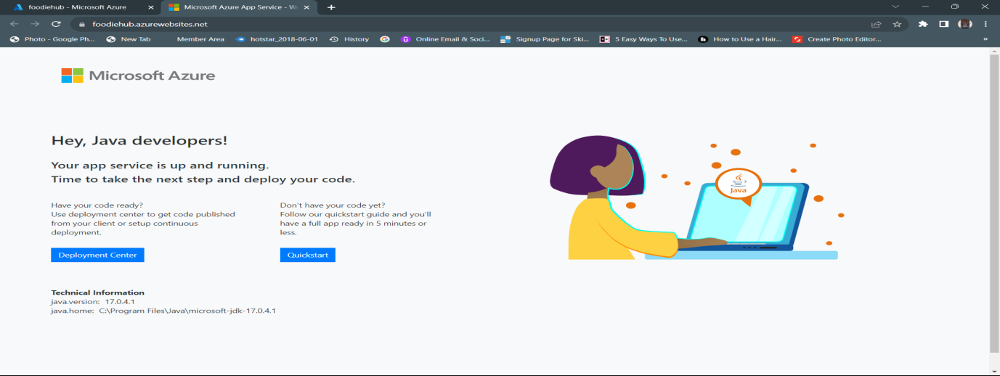 foodiehub - Microsoft Azure
Microsoft Azure App Service - W
foodiehub.azurewebsites.net
Photo - Google Ph...
New Tab
Member Area
hotstar_2018-06-01
History
Online Email & Soci...
Signup Page for Ski...
5 Easy Ways To Use...
How to Use a Hair...
Create Photo Editor...
»
Microsoft Azure
Hey, Java developers!
Your app service is up and running.
Time to take the next step and deploy your code.
Have your code ready?
Use deployment center to get code published
from your client or setup continuous
deployment.
Deployment Center
Don't have your code yet?
Follow our quickstart guide and you'll
have a full app ready in 5 minutes or
less.
Quickstart
Java
Technical Information
java.version: 17.0.4.1
java.home: C:\Program Files\Java\microsoft-jdk-17.0.4.1